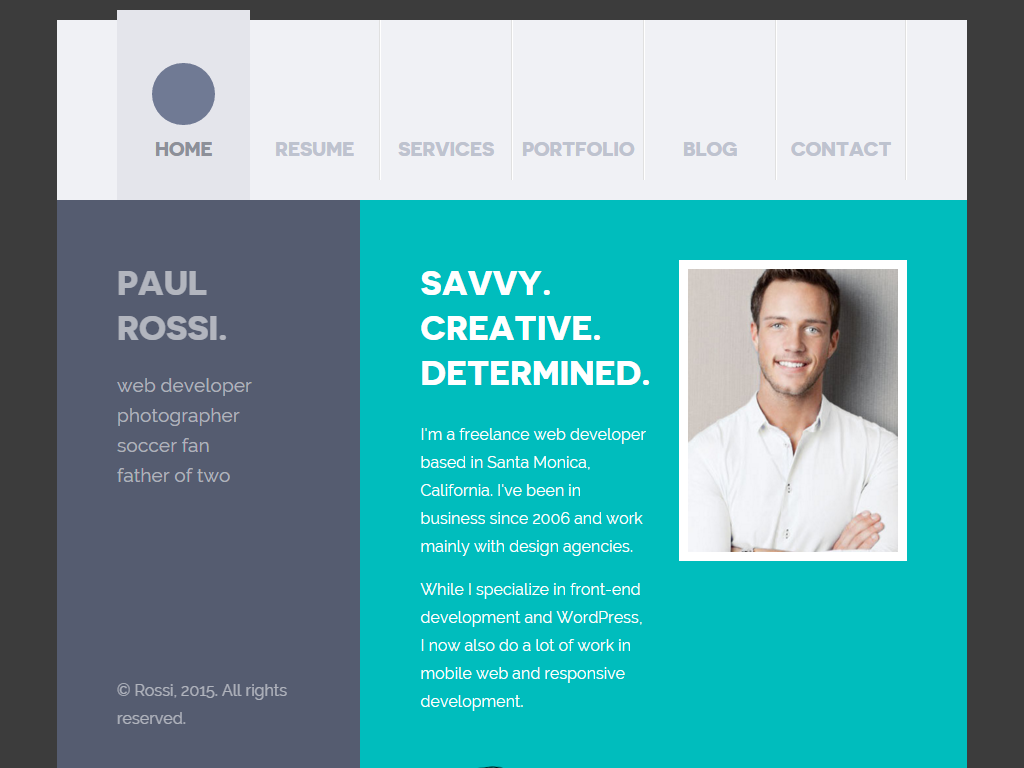 HOME
RESUME
SERVICES
PORTFOLIO
BLOG
CONTACT
PAUL
ROSSI.
web developer
photographer
soccer fan
father of two
© Rossi, 2015. All rights
reserved.
SAVVY.
CREATIVE.
DETERMINED.
I'm a freelance web developer
based in Santa Monica,
California. I've been in
business since 2006 and work
mainly with design agencies.
While I specialize in front-end
development and WordPress,
I now also do a lot of work in
mobile web and responsive
development.